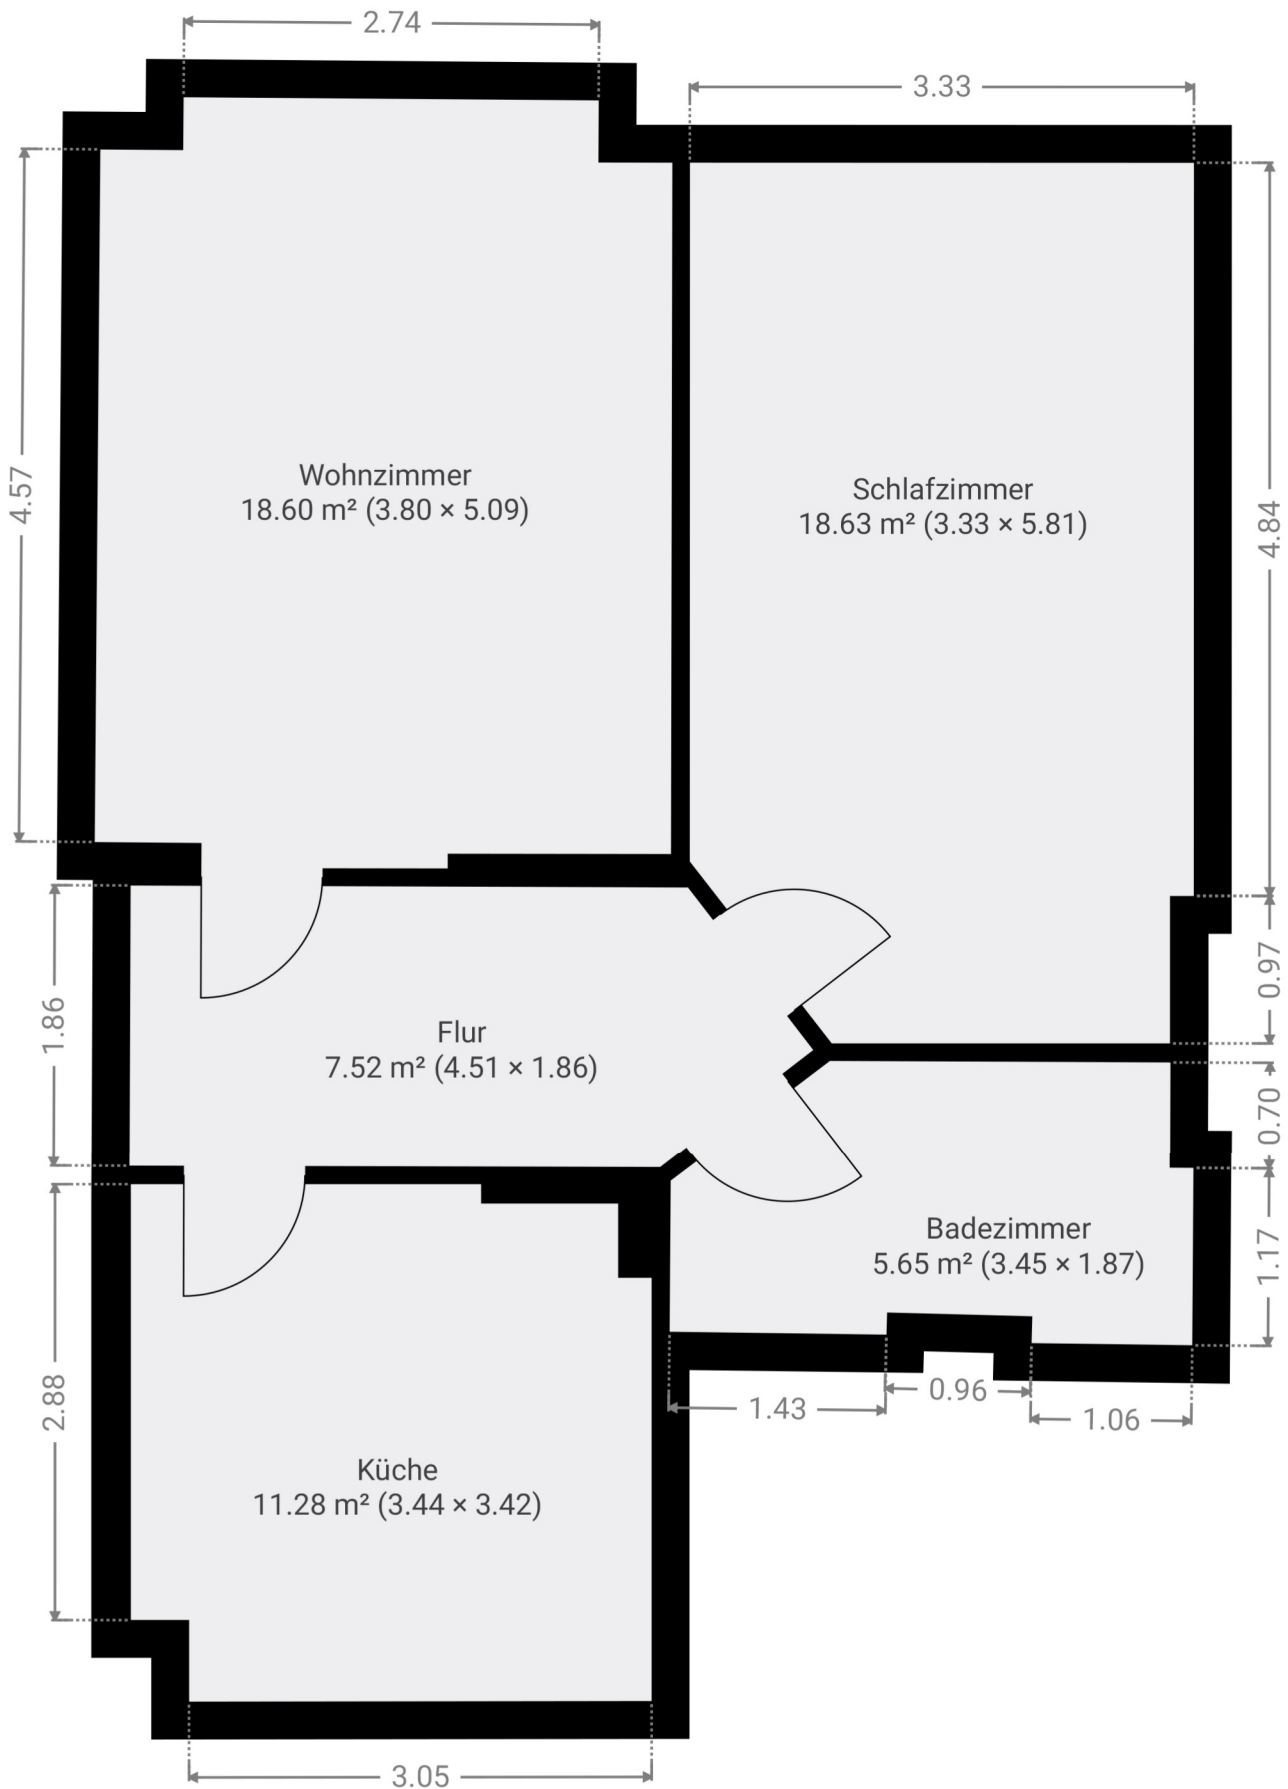 2.74
3.33
4.57
Wohnzimmer
18.60 m² (3.80 × 5.09)
Schlafzimmer
18.63 m² (3.33 × 5.81)
4.84
0.97
1.86
Flur
7.52 m² (4.51 × 1.86)
0.70
Badezimmer
5.65 m² (3.45 × 1.87)
1.17
2.88
1.43
0.96
1.06
Küche
11.28 m² (3.44 × 3.42)
3.05